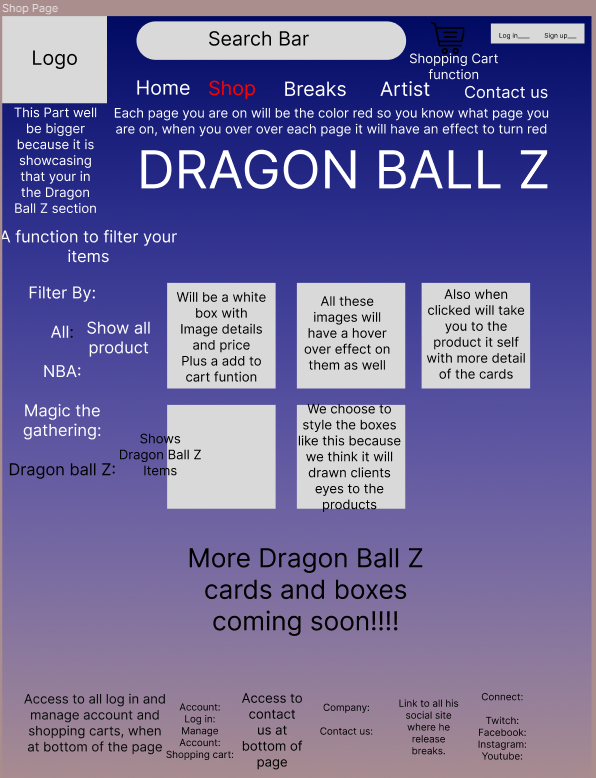 Shop Page
Logo
Search Bar
Log in___ Sign up___
Shopping Cart
function
Home Shop Breaks Artist Contact us
This Part well
be bigger
because it is
showcasing
that your in
the Dragon
Ball Z section
Each page you are on will be the color red so you know what page you
are on, when you over over each page it will have an effect to turn red
DRAGON BALL Z
A function to filter your
items
Filter By:
All: Show all
product
NBA:
Magic the
gathering:
Dragon ball Z:
Shows
Dragon Ball Z
Items
Will be a white
box with
Image details
and price
Plus a add to
cart funtion
All these
images will
have a hover
over effect on
them as well
Also when
clicked will take
you to the
product it self
with more detail
of the cards
We choose to
style the boxes
like this because
we think it will
drawn clients
eyes to the
products
More Dragon Ball Z
cards and boxes
coming soon!!!!
Access to all log in and
manage account and
shopping carts, when
at bottom of the page
Account:
Log in:
Manage
Account:
Shopping cart:
Access to
contact
us at
bottom of
page
Company:
Contact us:
Link to all his
social site
where he
release
breaks.
Connect:
Twitch:
Facebook:
Instagram:
Youtube: